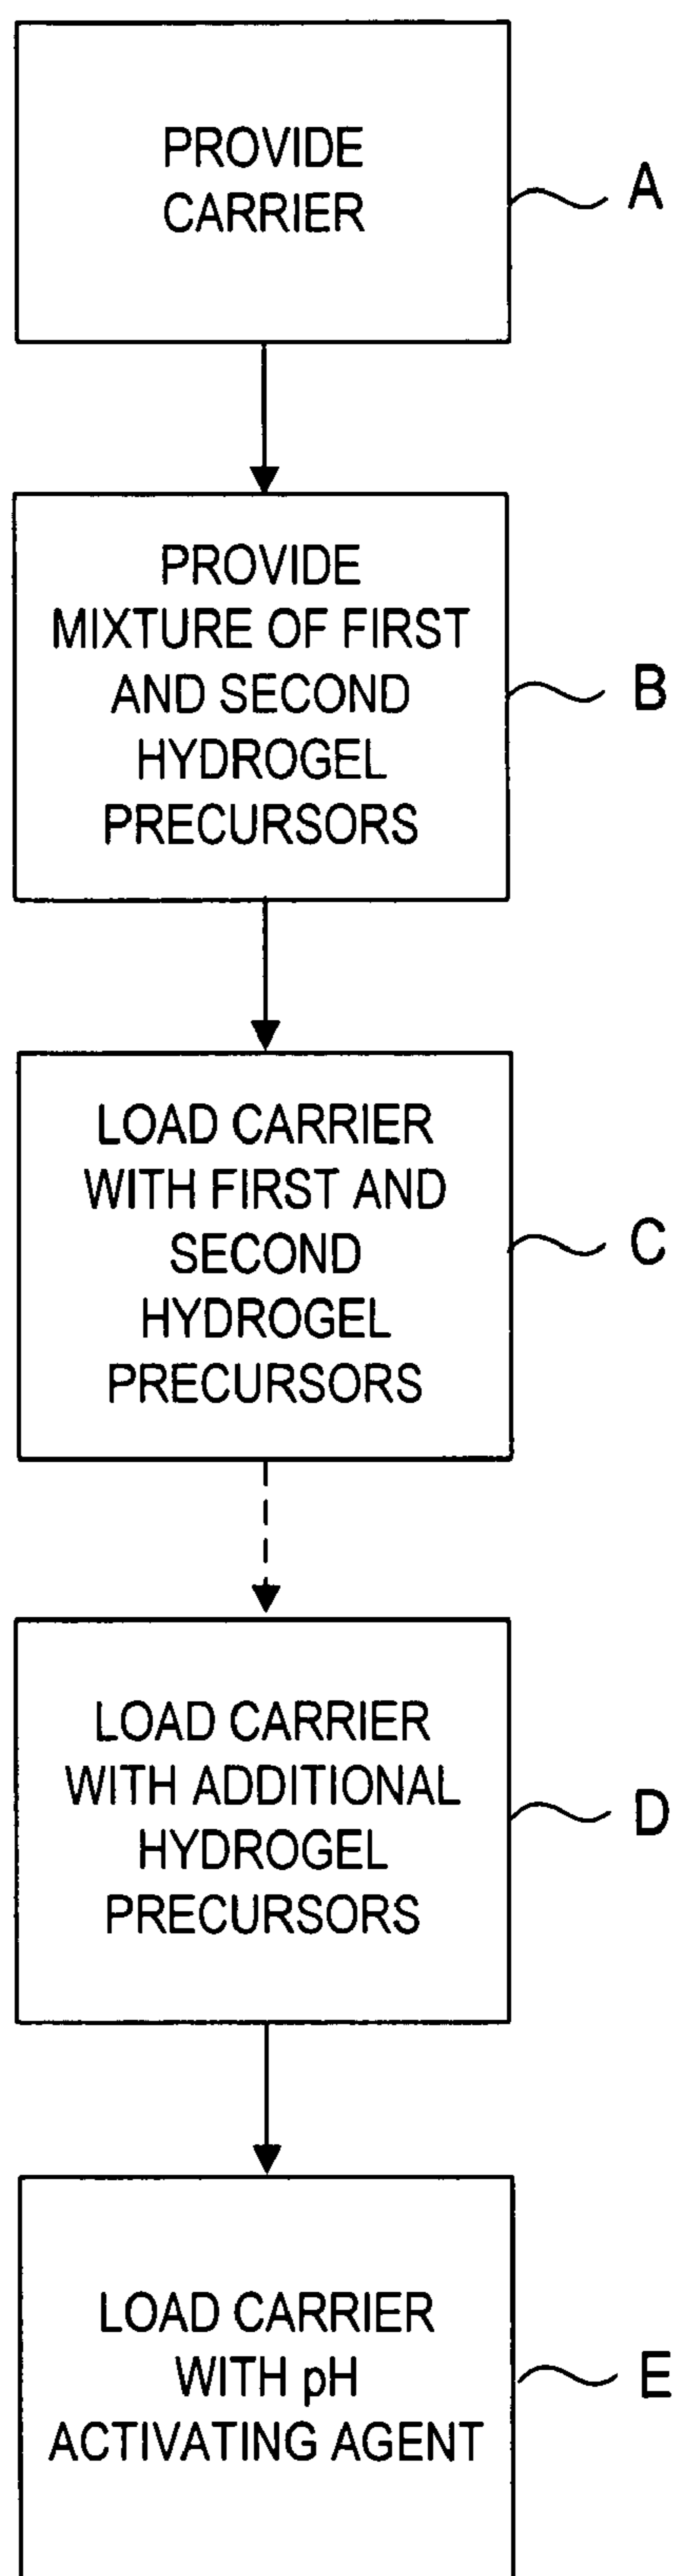 PROVIDE
CARRIER
A
PROVIDE
MIXTURE OF FIRST
AND SECOND
HYDROGEL
PRECURSORS
B
LOAD CARRIER
WITH FIRST AND
SECOND
HYDROGEL
PRECURSORS
C
LOAD CARRIER
WITH ADDITIONAL
HYDROGEL
PRECURSORS
D
LOAD CARRIER
WITH pH
ACTIVATING AGENT
E